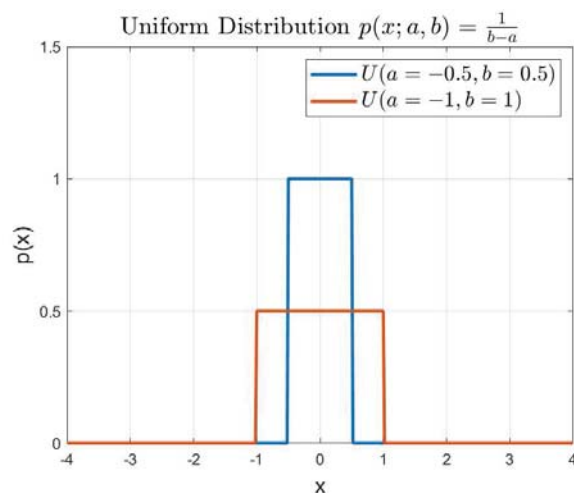 Uniform Distribution p(x; a, b) = \frac{1}{b-a}
U(a = −0.5, b = 0.5)
U(a = −1, b = 1)
1.5
1
0.5
0
p(x)
-4 -3 -2 -1 0 1 2 3 4
x